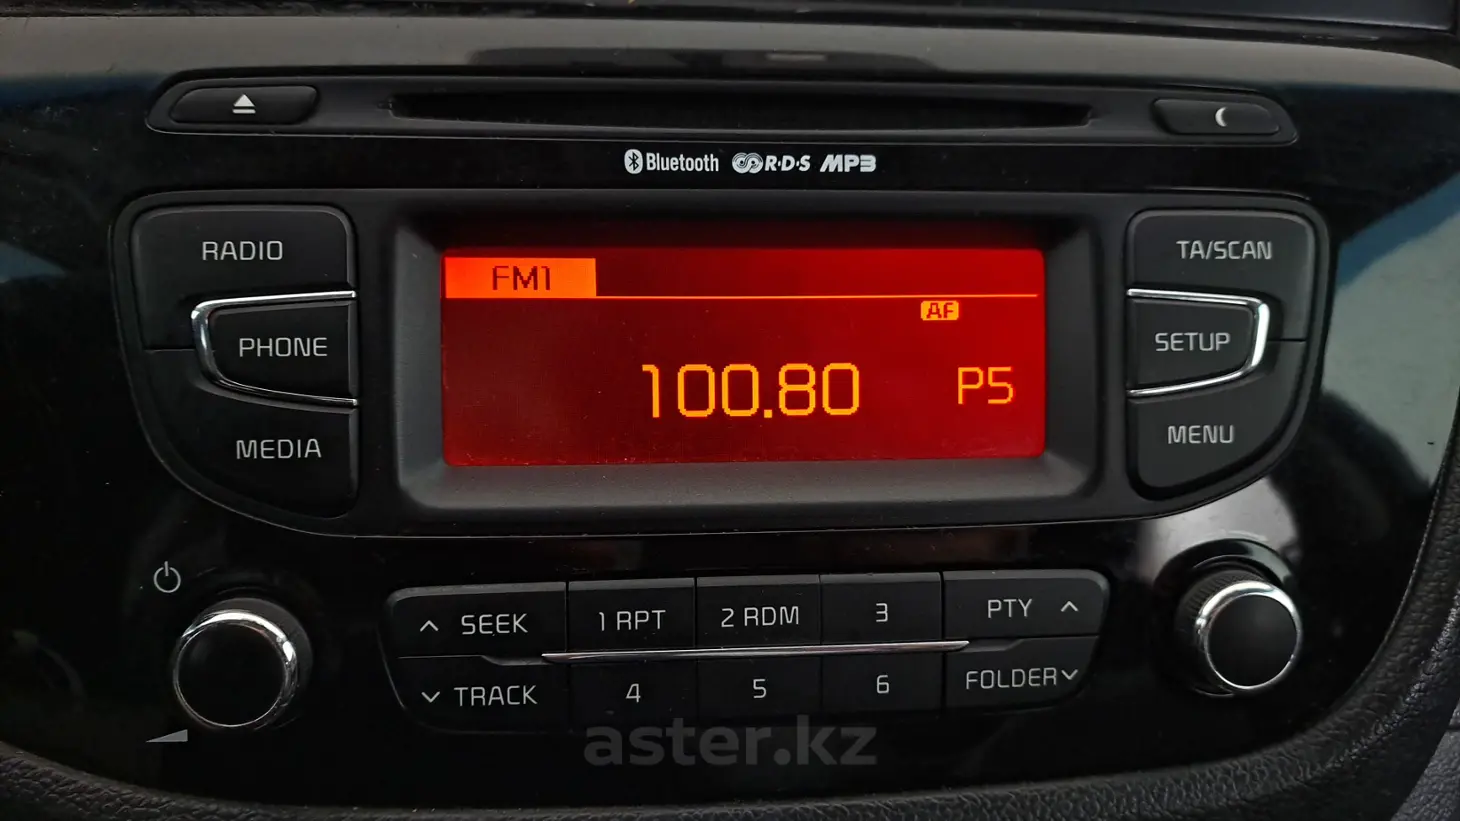 Bluetooth R·D·S MP3
RADIO
TA/SCAN
FM1
AF
PHONE
SETUP
100.80 P5
MEDIA
MENU
SEEK 1 RPT 2 RDM 3 PTY
TRACK 4 5 6 FOLDER
aster.kz